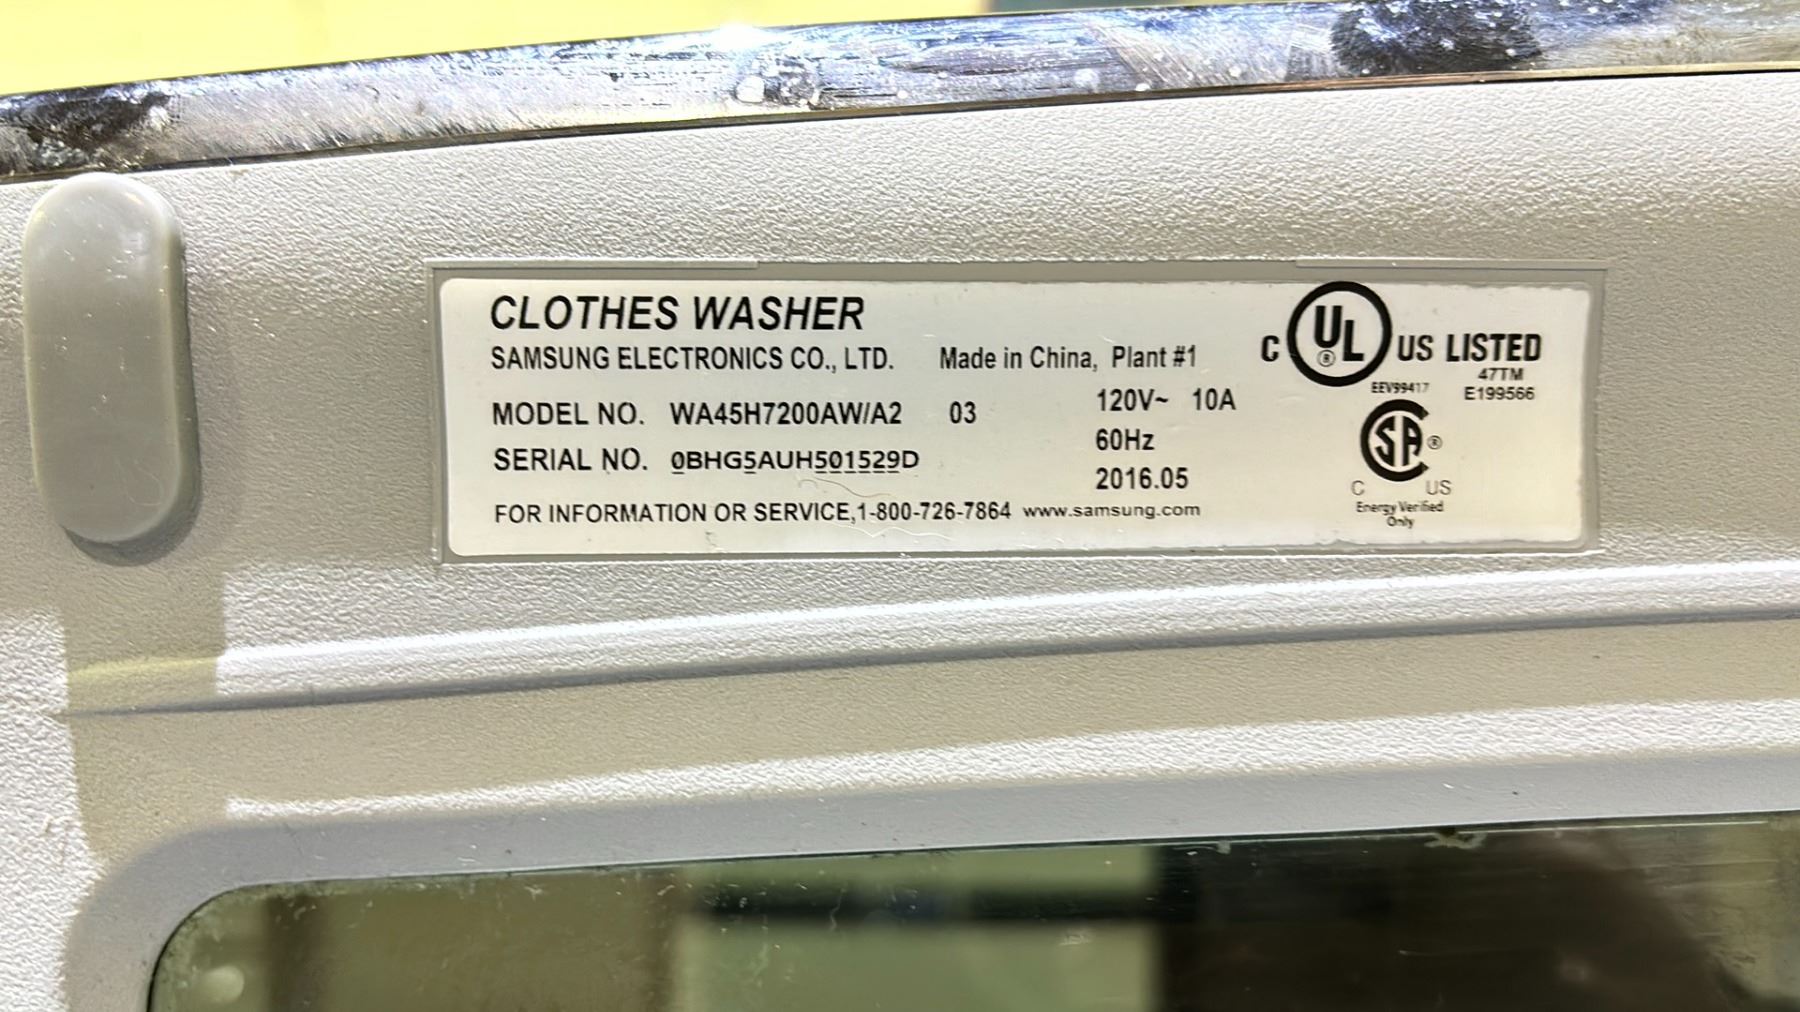 CLOTHES WASHER
SAMSUNG ELECTRONICS CO., LTD. Made in China, Plant #1
MODEL NO. WA45H7200AW/A2 03
120V~ 10A
SERIAL NO. 0BHG5AUH501529D
60Hz
2016.05
FOR INFORMATION OR SERVICE,1-800-726-7864 www.samsung.com
C UL® US LISTED
47TM
EEV99417
E199566
SA®
C US
Energy Verified
Only